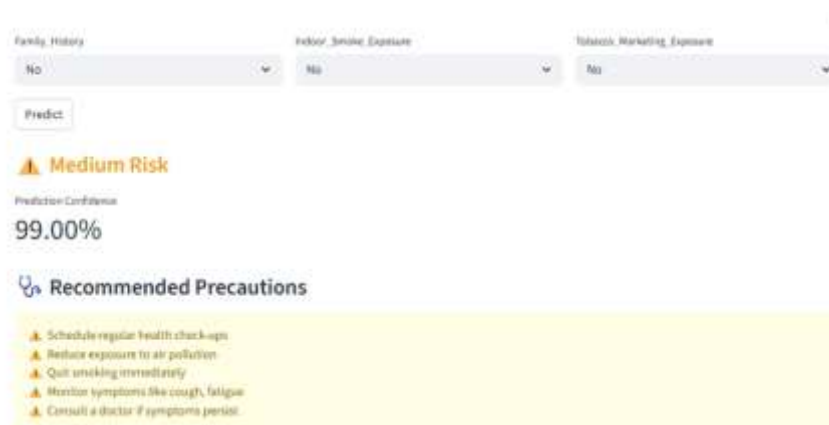 Family_History Indoor_Smoke_Exposure Tobacco_Marketing_Exposure
No No No
Predict
Medium Risk
Prediction Confidence
99.00%
Recommended Precautions
Schedule regular health check-ups
Reduce exposure to air pollution
Quit smoking immediately
Monitor symptoms like cough, fatigue
Consult a doctor if symptoms persist